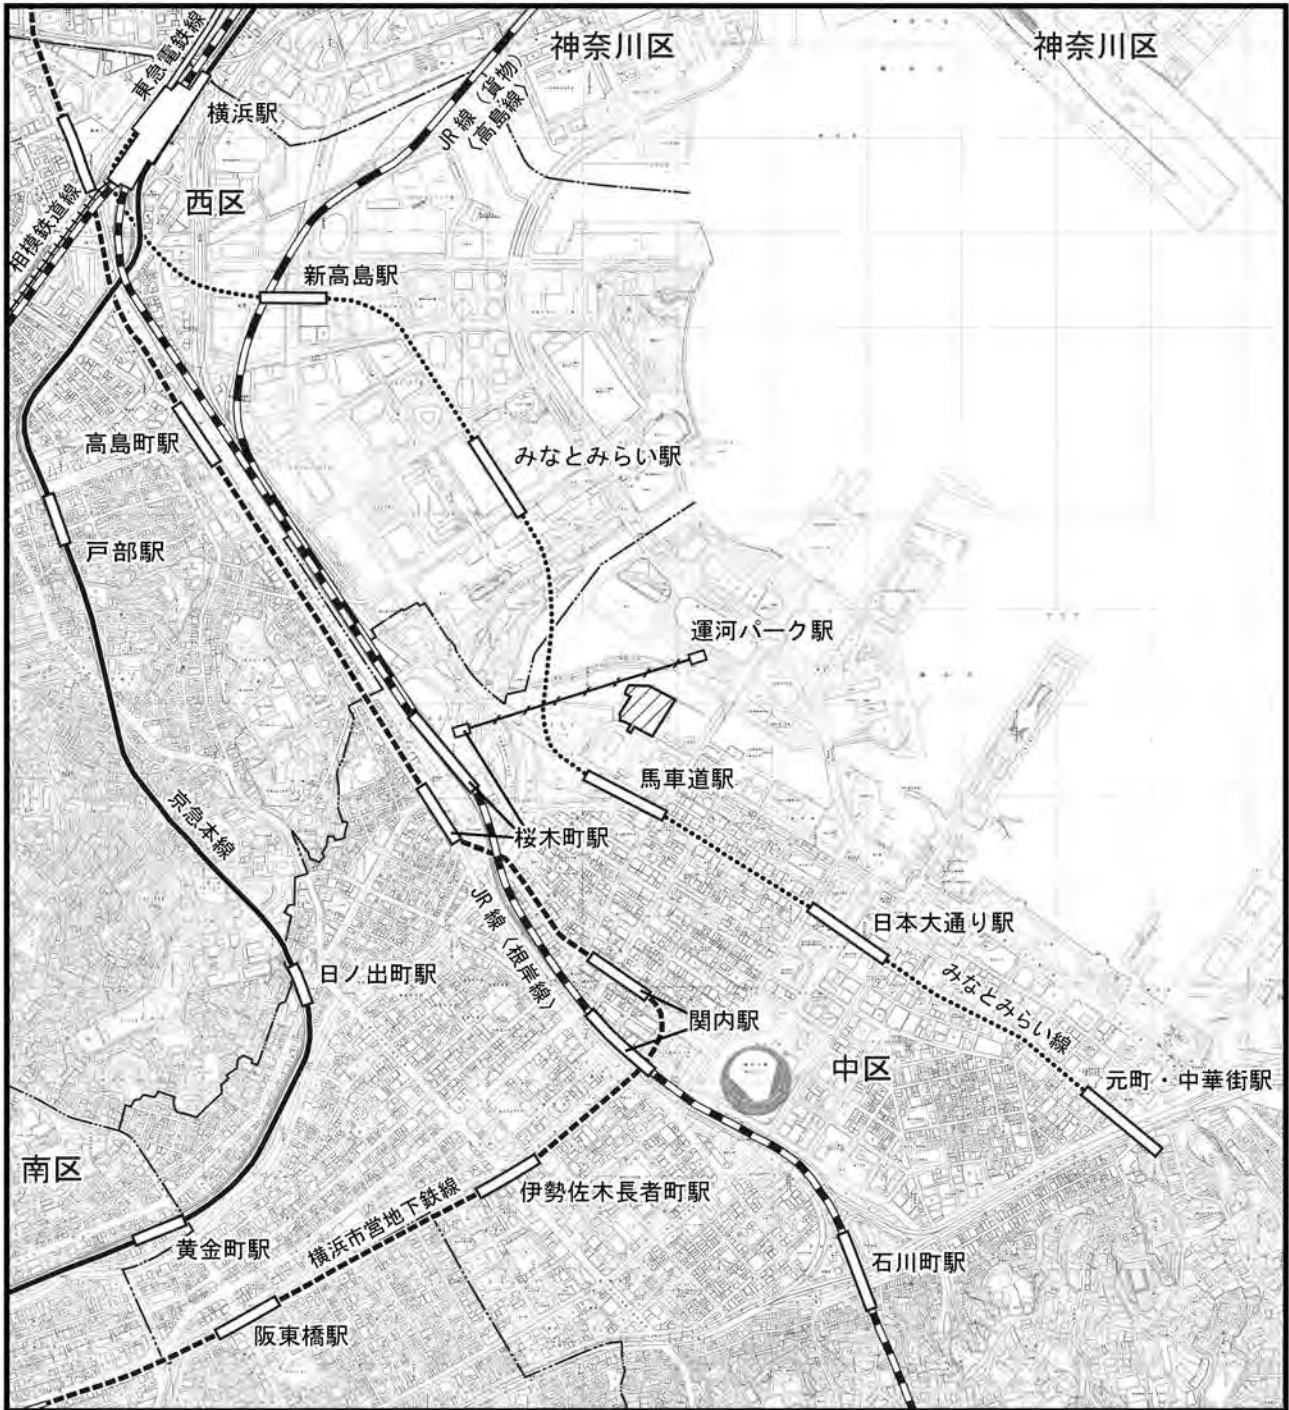 神奈川区
神奈川区
東急電鉄線
横浜駅
JR線（貨物）
〈高島線〉
西区
相模鉄道線
新高島駅
高島町駅
みなとみらい駅
戸部駅
運河パーク駅
馬車道駅
京急本線
桜木町駅
JR線〈根岸線〉
日本大通り駅
日ノ出町駅
みなとみらい線
関内駅
中区
元町・中華街駅
南区
伊勢佐木長者町駅
横浜市営地下鉄線
黄金町駅
石川町駅
阪東橋駅